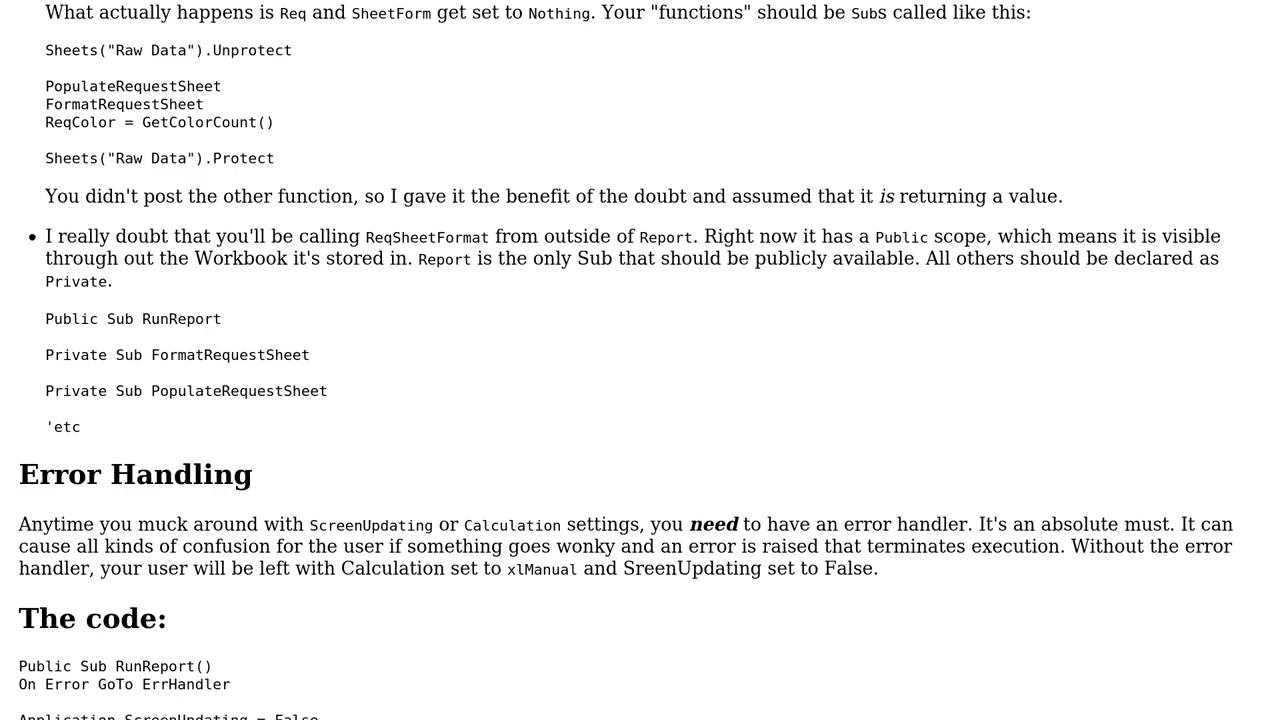 What actually happens is Req and SheetForm get set to Nothing. Your "functions" should be Subs called like this:
Sheets("Raw Data").Unprotect
PopulateRequestSheet
FormatRequestSheet
ReqColor = GetColorCount()
Sheets("Raw Data").Protect
You didn't post the other function, so I gave it the benefit of the doubt and assumed that it is returning a value.
• I really doubt that you'll be calling ReqSheetFormat from outside of Report. Right now it has a Public scope, which means it is visible
through out the Workbook it's stored in. Report is the only Sub that should be publicly available. All others should be declared as
Private.
Public Sub RunReport
Private Sub FormatRequestSheet
Private Sub PopulateRequestSheet
'etc
Error Handling
Anytime you muck around with ScreenUpdating or Calculation settings, you need to have an error handler. It's an absolute must. It can
cause all kinds of confusion for the user if something goes wonky and an error is raised that terminates execution. Without the error
handler, your user will be left with Calculation set to xlManual and SreenUpdating set to False.
The code:
Public Sub RunReport()
On Error GoTo ErrHandler
Application ScreenUpdating = False